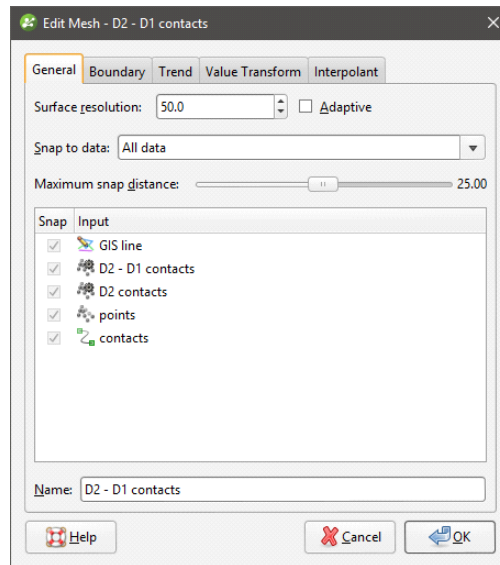 Edit Mesh - D2 - D1 contacts
General Boundary Trend Value Transform Interpolant
Surface resolution: 50.0 Adaptive
Snap to data: All data
Maximum snap distance: 25.00
Snap Input
GIS line
D2 - D1 contacts
D2 contacts
points
contacts
Name: D2 - D1 contacts
Help Cancel OK